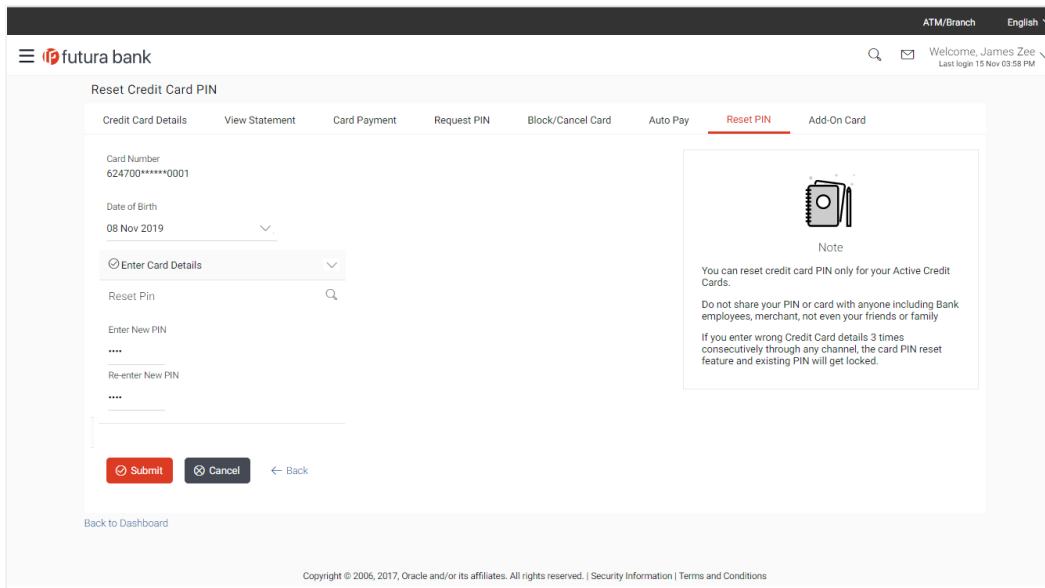 ATM/Branch English
futura bank
Welcome, James Zee
Last login 15 Nov 03:58 PM
Reset Credit Card PIN
Credit Card Details View Statement Card Payment Request PIN Block/Cancel Card Auto Pay Reset PIN Add-On Card
Card Number
624700******0001
Date of Birth
08 Nov 2019
Enter Card Details
Reset Pin
Enter New PIN
••••
Re-enter New PIN
••••
Submit Cancel Back
Note
You can reset credit card PIN only for your Active Credit
Cards.
Do not share your PIN or card with anyone including Bank
employees, merchant, not even your friends or family
If you enter wrong Credit Card details 3 times
consecutively through any channel, the card PIN reset
feature and existing PIN will get locked.
Back to Dashboard
Copyright © 2006, 2017, Oracle and/or its affiliates. All rights reserved. | Security Information | Terms and Conditions